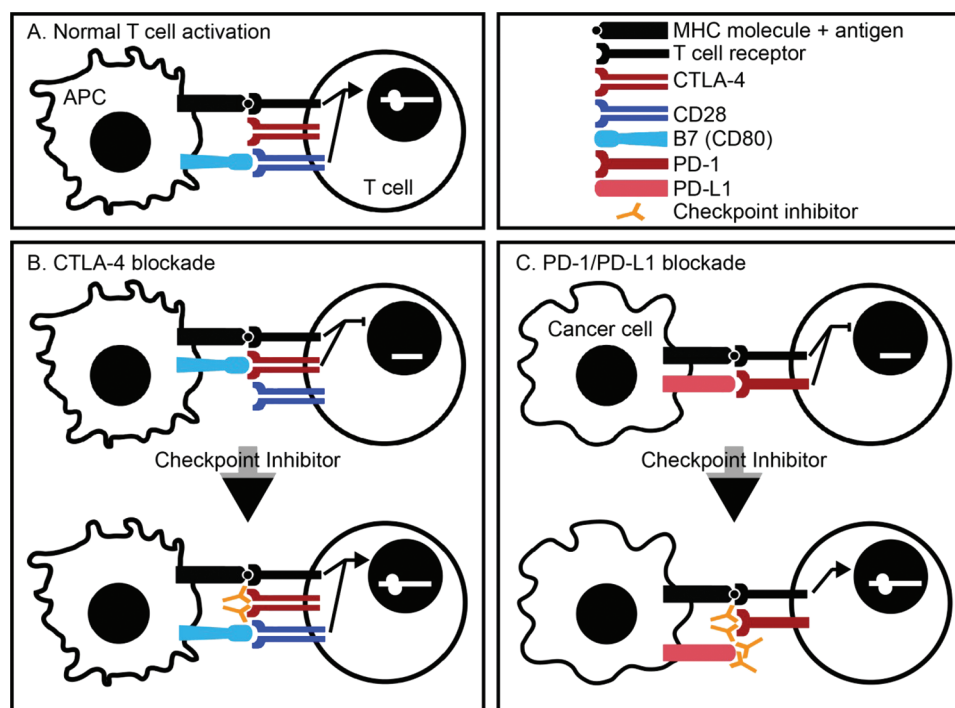 A. Normal T cell activation
APC
T cell
MHC molecule + antigen
T cell receptor
CTLA-4
CD28
B7 (CD80)
PD-1
PD-L1
Checkpoint inhibitor
B. CTLA-4 blockade
Checkpoint Inhibitor
C. PD-1/PD-L1 blockade
Cancer cell
Checkpoint Inhibitor